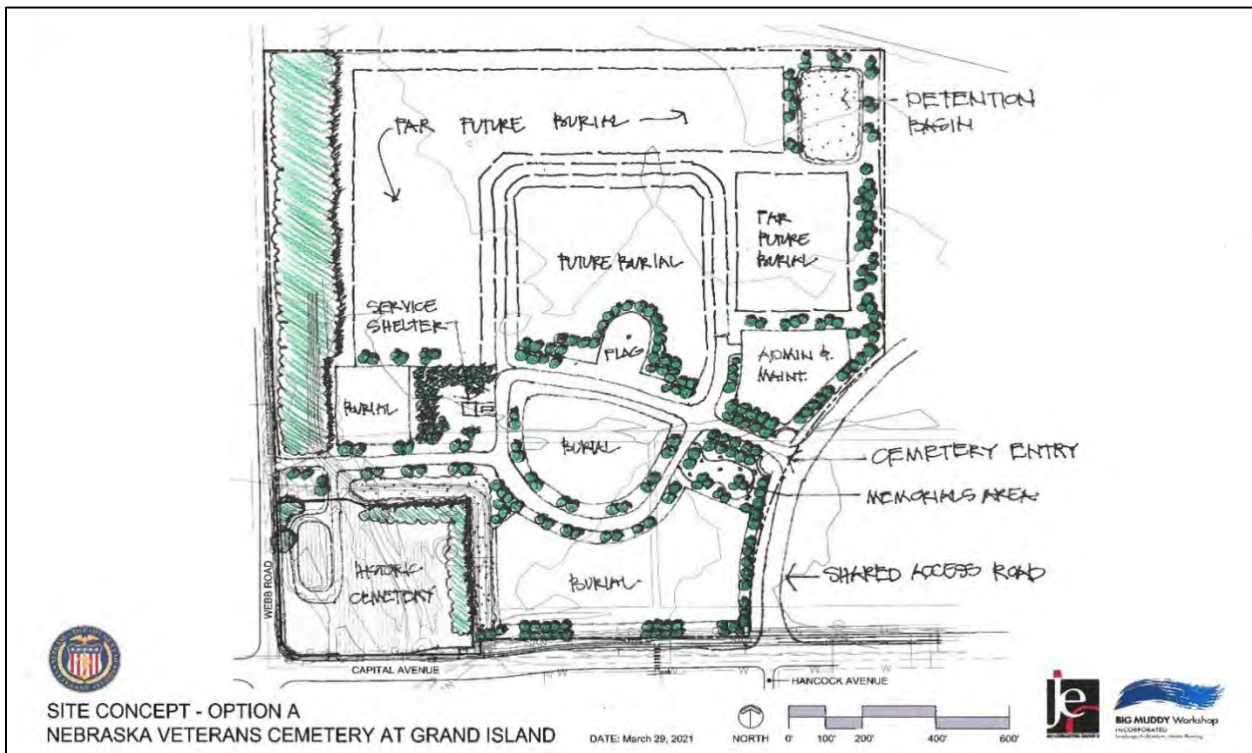 DETENTION
BASIN
FAR FUTURE BURIAL
FAR
FUTURE
BURIAL
FUTURE BURIAL
SERVICE
SHELTER
FLAG
ADMIN &
MAINT.
BURIAL
BURIAL
CEMETERY ENTRY
MEMORIALS AREA
HISTORIC
CEMETERY
BURIAL
SHARED ACCESS ROAD
WEBB ROAD
CAPITAL AVENUE
HANCOCK AVENUE
SITE CONCEPT - OPTION A
NEBRASKA VETERANS CEMETERY AT GRAND ISLAND
DATE: March 29, 2021
NORTH
0' 100' 200' 400' 600'
je
BIG MUDDY Workshop
INCORPORATED